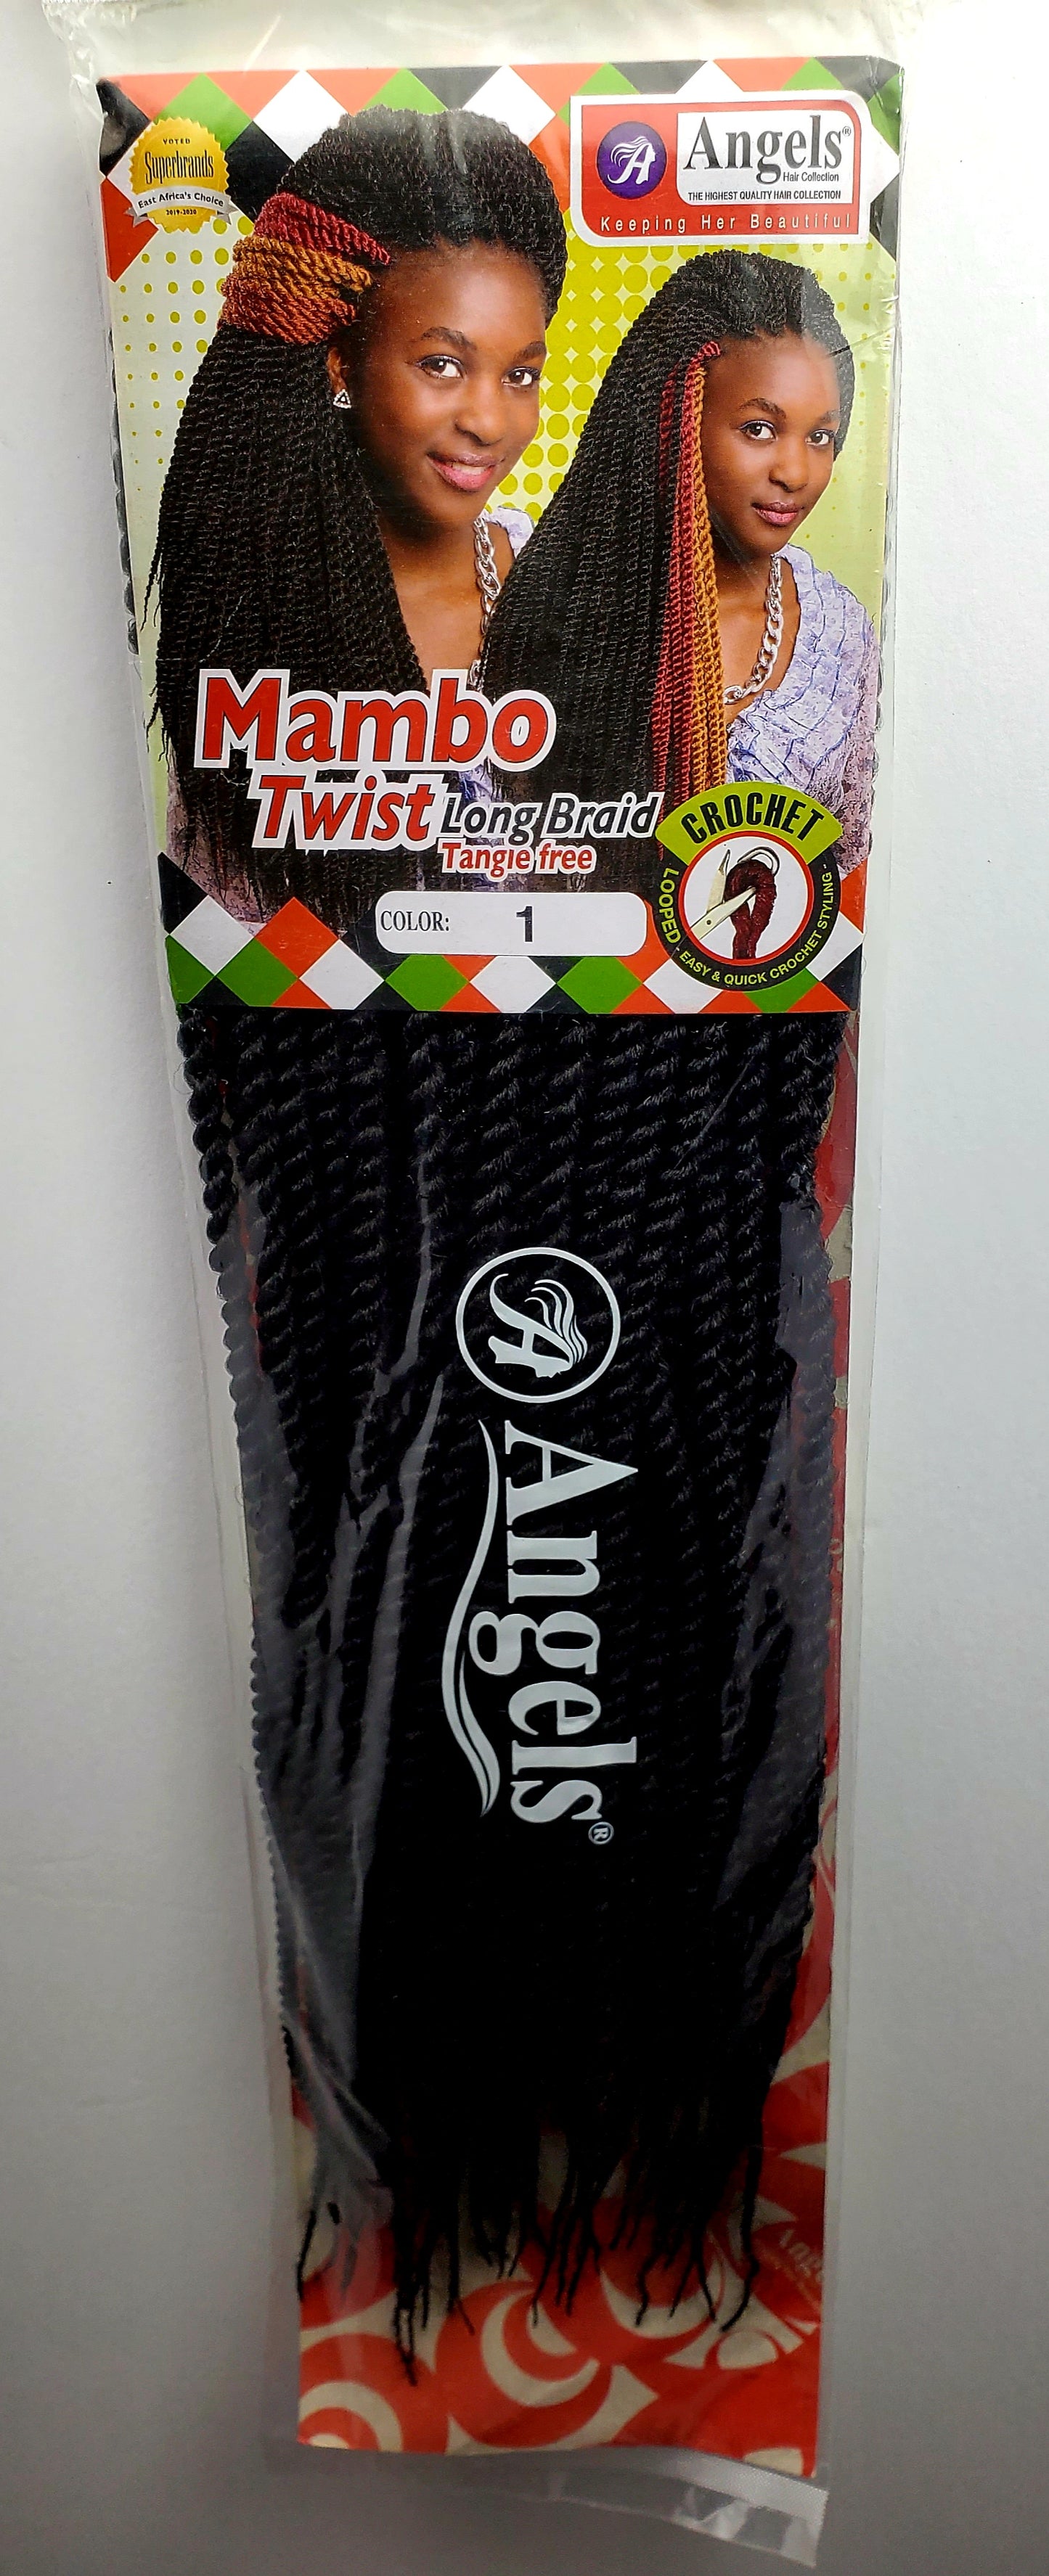 VOTED
Superbrands
East Africa's Choice
2019-2020
A
Angels®
Hair Collection
THE HIGHEST QUALITY HAIR COLLECTION
Keeping Her Beautiful
Mambo
Twist Long Braid
Tangle free
COLOR: 1
CROCHET
LOOPED - EASY & QUICK CROCHET STYLING -
A
Angels®